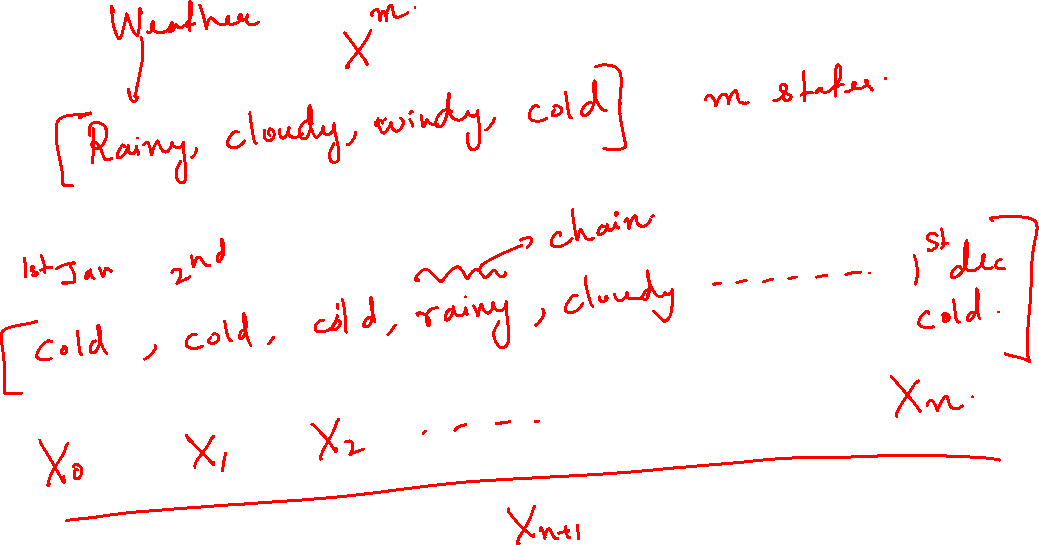 Weather X^m
[Rainy, cloudy, windy, cold] m states.
chain.
1st Jan 2nd 1st dec
[cold, cold, cold, rainy, cloudy ------- cold.]
X₀ X₁ X₂ ----- Xₙ.
Xₙ₊₁